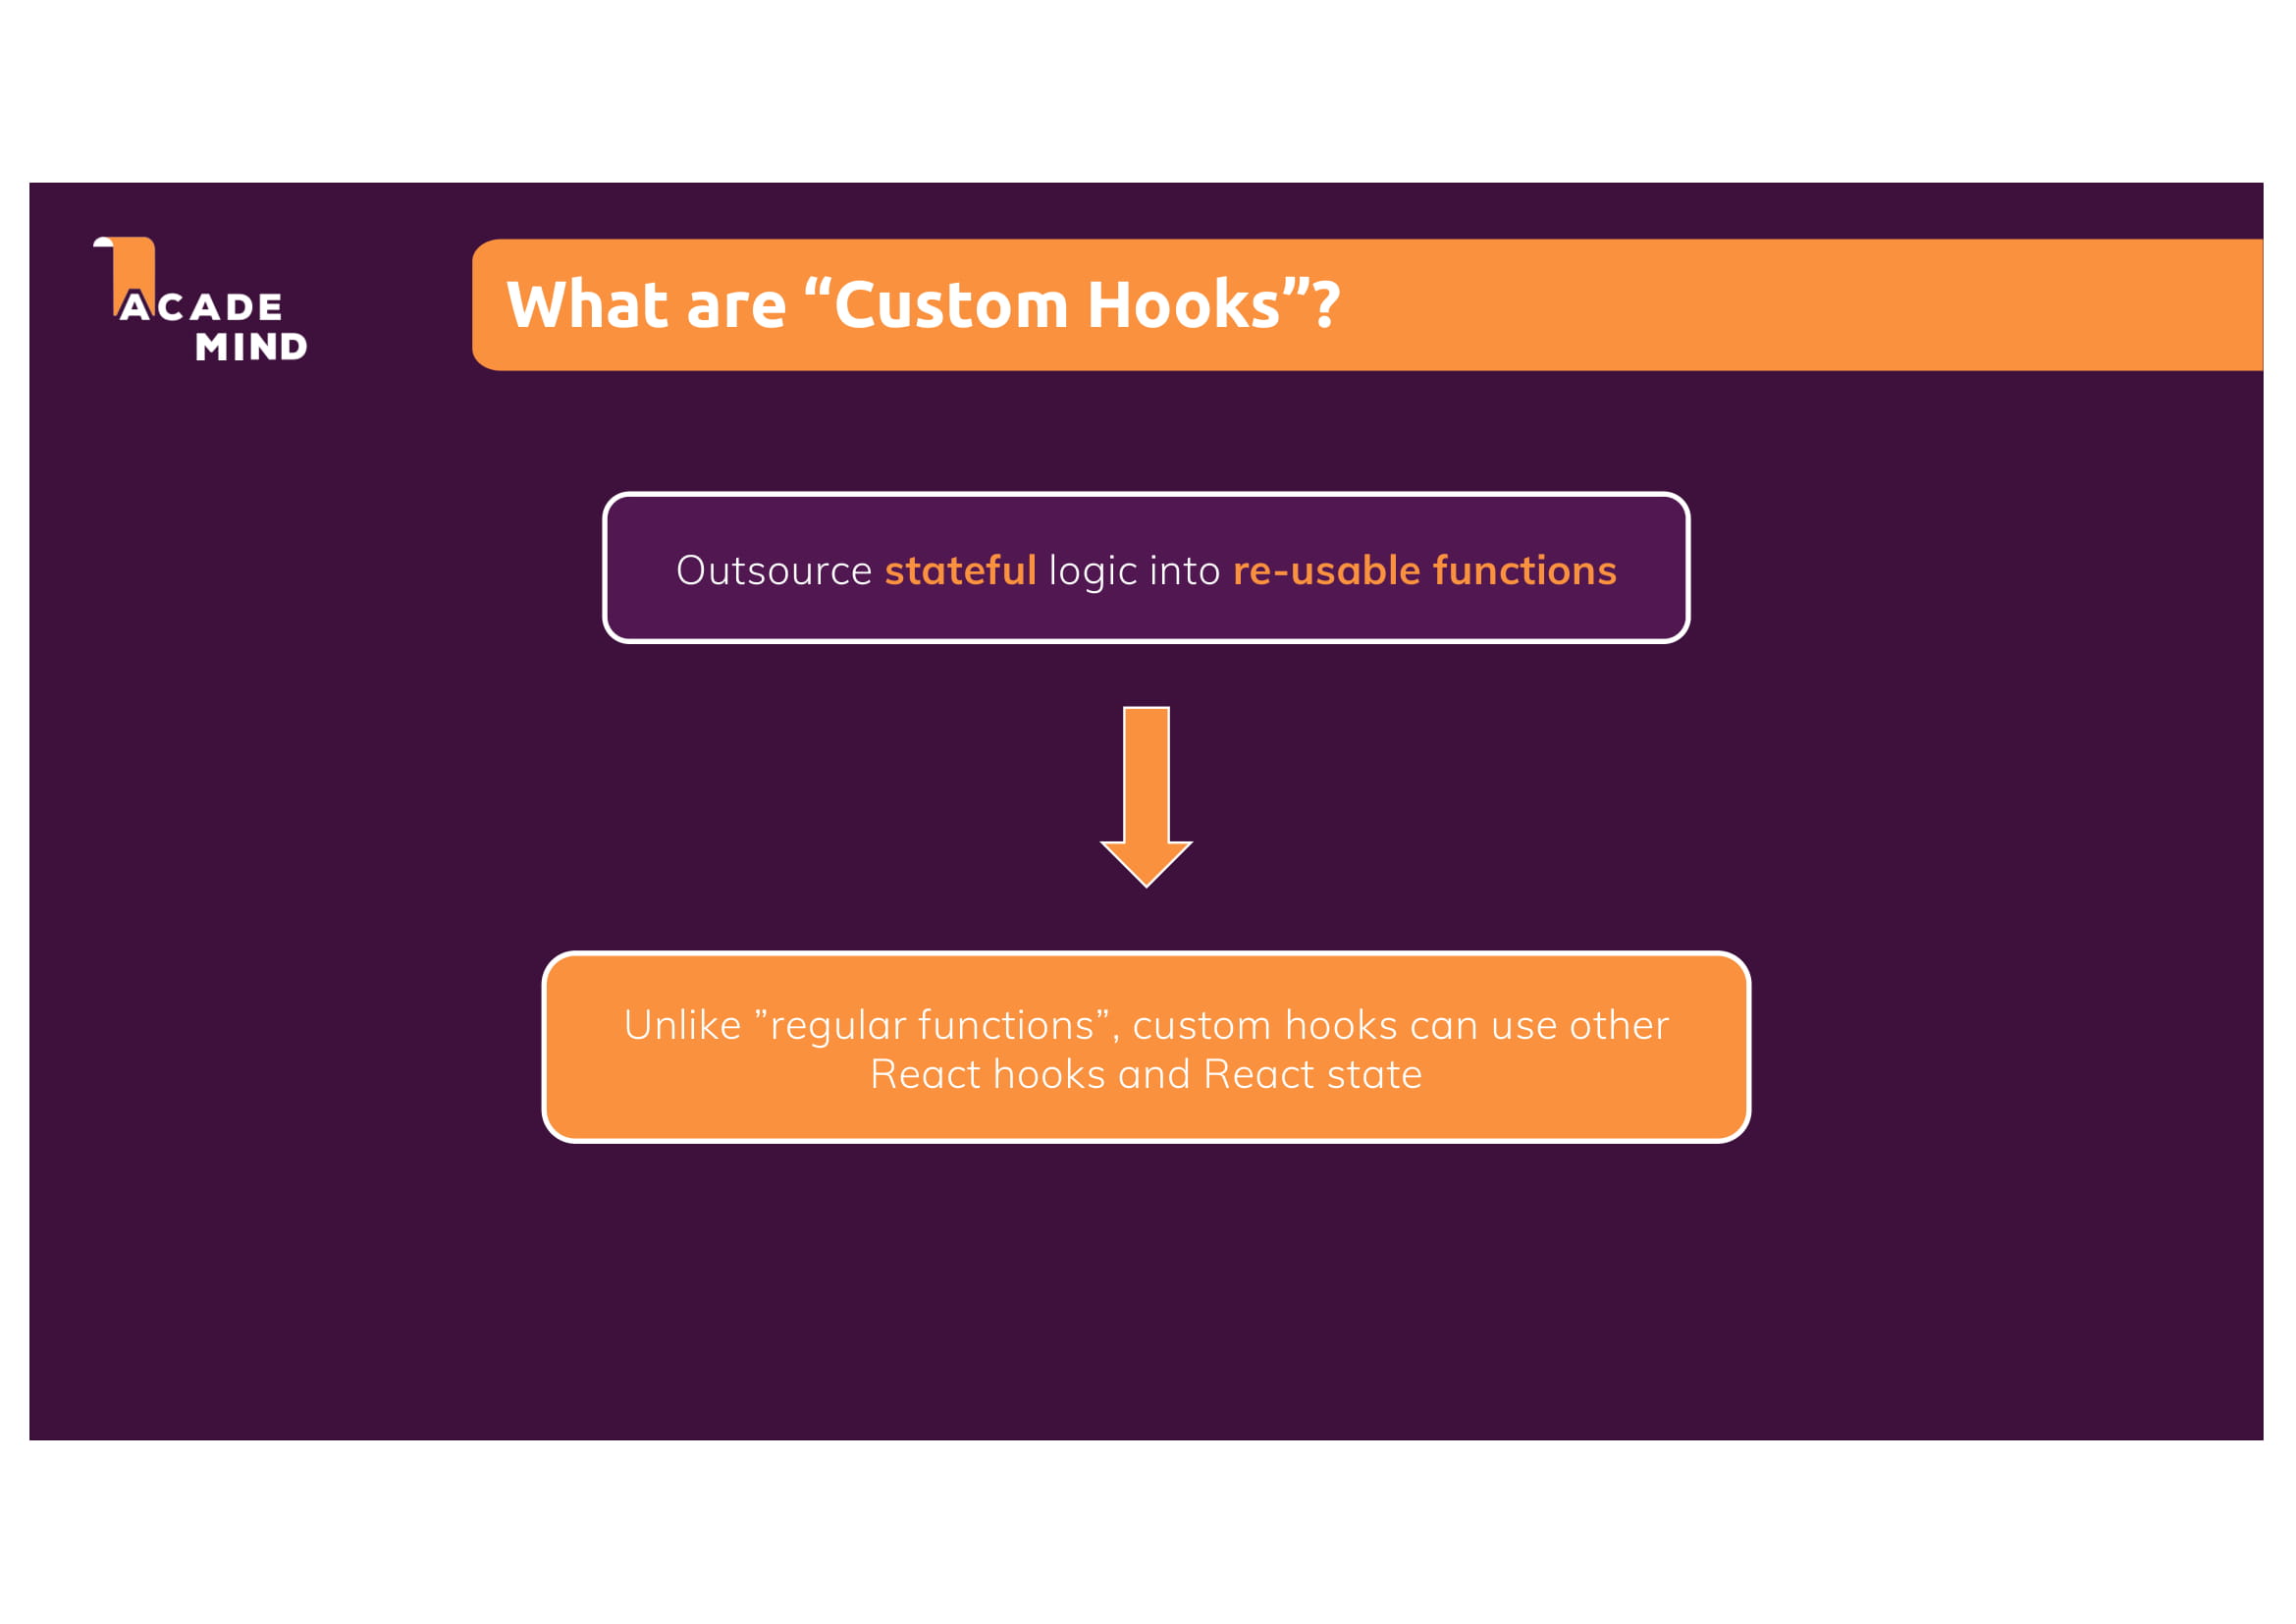 ACADE
MIND
What are “Custom Hooks”?
Outsource stateful logic into re-usable functions
Unlike ”regular functions”, custom hooks can use other
React hooks and React state